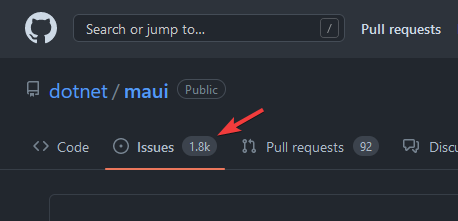 Search or jump to... / Pull requests
dotnet / maui Public
Code Issues 1.8k Pull requests 92 Discu